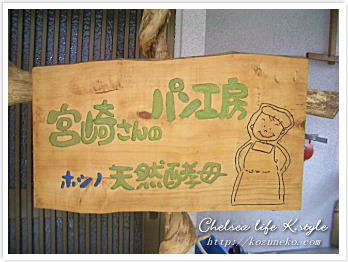 宮崎さんのパン工房
ホシノ天然酵母
Chelsea life K.style
http://kozuneko.com/